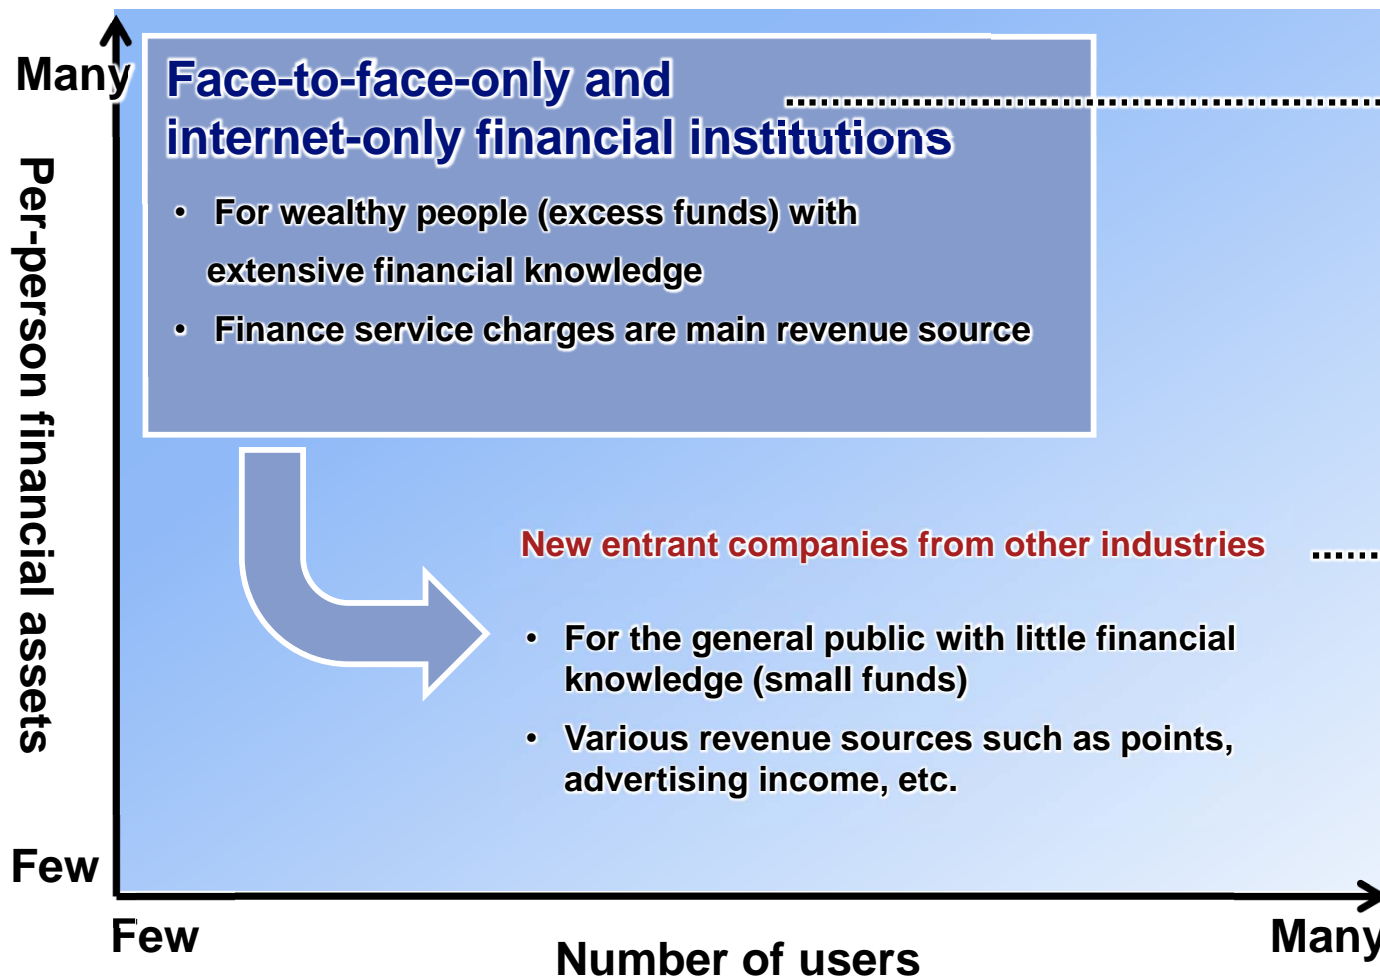 Many
Face-to-face-only and
internet-only financial institutions
• For wealthy people (excess funds) with
extensive financial knowledge
• Finance service charges are main revenue source
Per-person financial assets
New entrant companies from other industries
• For the general public with little financial
knowledge (small funds)
• Various revenue sources such as points,
advertising income, etc.
Few
Few
Number of users
Many